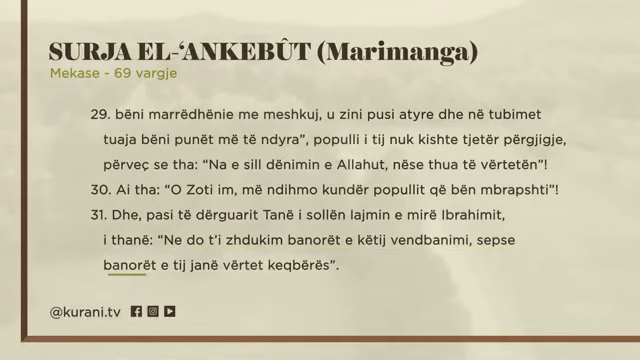 SURJA EL-‘ANKEBÛT (Marimanga)
Mekase - 69 vargje
29. bëni marrëdhënie me meshkuj, u zini pusi atyre dhe në tubimet
tuaja bëni punët më të ndyra”, populli i tij nuk kishte tjetër përgjigje,
përveç se tha: “Na e sill dënimin e Allahut, nëse thua të vërtetën”!
30. Ai tha: “O Zoti im, më ndihmo kundër popullit që bën mbrapshti”!
31. Dhe, pasi të dërguarit Tanë i sollën lajmin e mirë Ibrahimit,
i thanë: “Ne do t’i zhdukim banorët e këtij vendbanimi, sepse
banorët e tij janë vërtet keqbërës”.
@kurani.tv